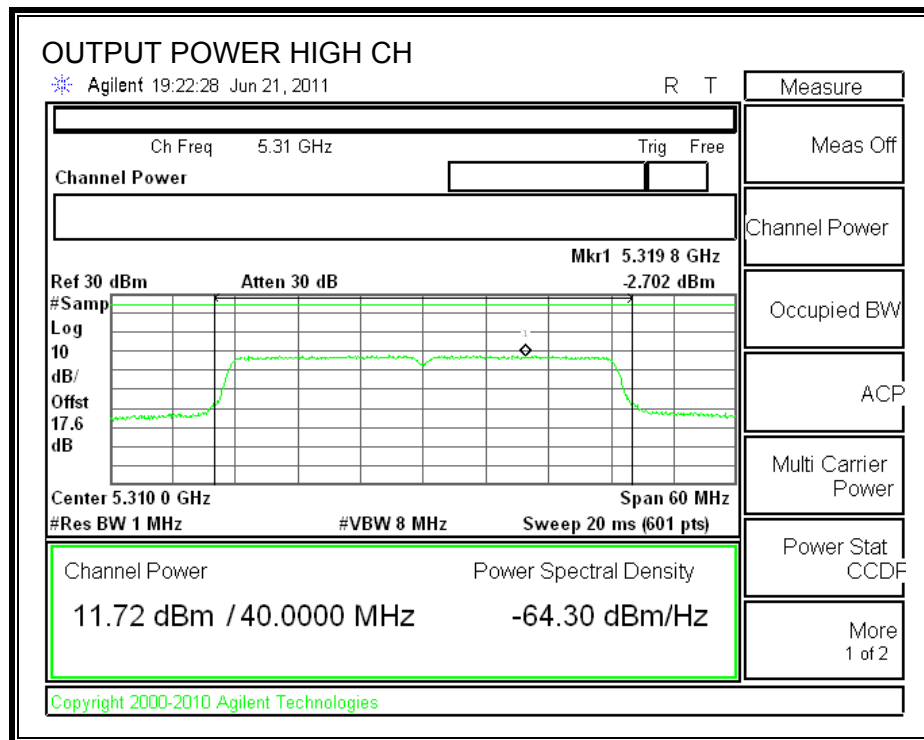 OUTPUT POWER HIGH CH
Agilent 19:22:28 Jun 21, 2011 R T
Measure
Ch Freq 5.31 GHz Trig Free
Meas Off
Channel Power
Channel Power
Mkr1 5.319 8 GHz
Ref 30 dBm Atten 30 dB -2.702 dBm
#Samp
Log
10
dB/
Offst
17.6
dB
1
Occupied BW
ACP
Multi Carrier
Power
Center 5.310 0 GHz Span 60 MHz
#Res BW 1 MHz #VBW 8 MHz Sweep 20 ms (601 pts)
Power Stat
CCDF
Channel Power Power Spectral Density
11.72 dBm / 40.0000 MHz -64.30 dBm/Hz
More
1 of 2
Copyright 2000-2010 Agilent Technologies